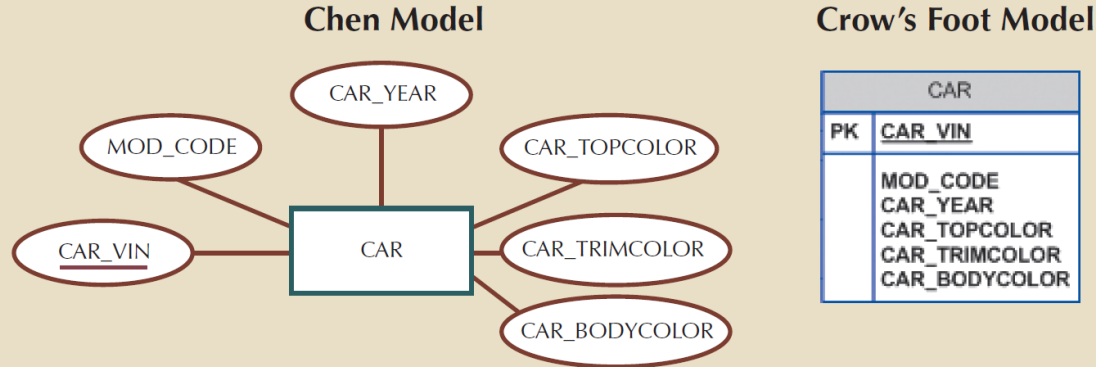 Chen Model
CAR_YEAR
MOD_CODE
CAR_TOPCOLOR
CAR_VIN
CAR
CAR_TRIMCOLOR
CAR_BODYCOLOR
Crow's Foot Model
CAR
PK CAR_VIN
MOD_CODE
CAR_YEAR
CAR_TOPCOLOR
CAR_TRIMCOLOR
CAR_BODYCOLOR